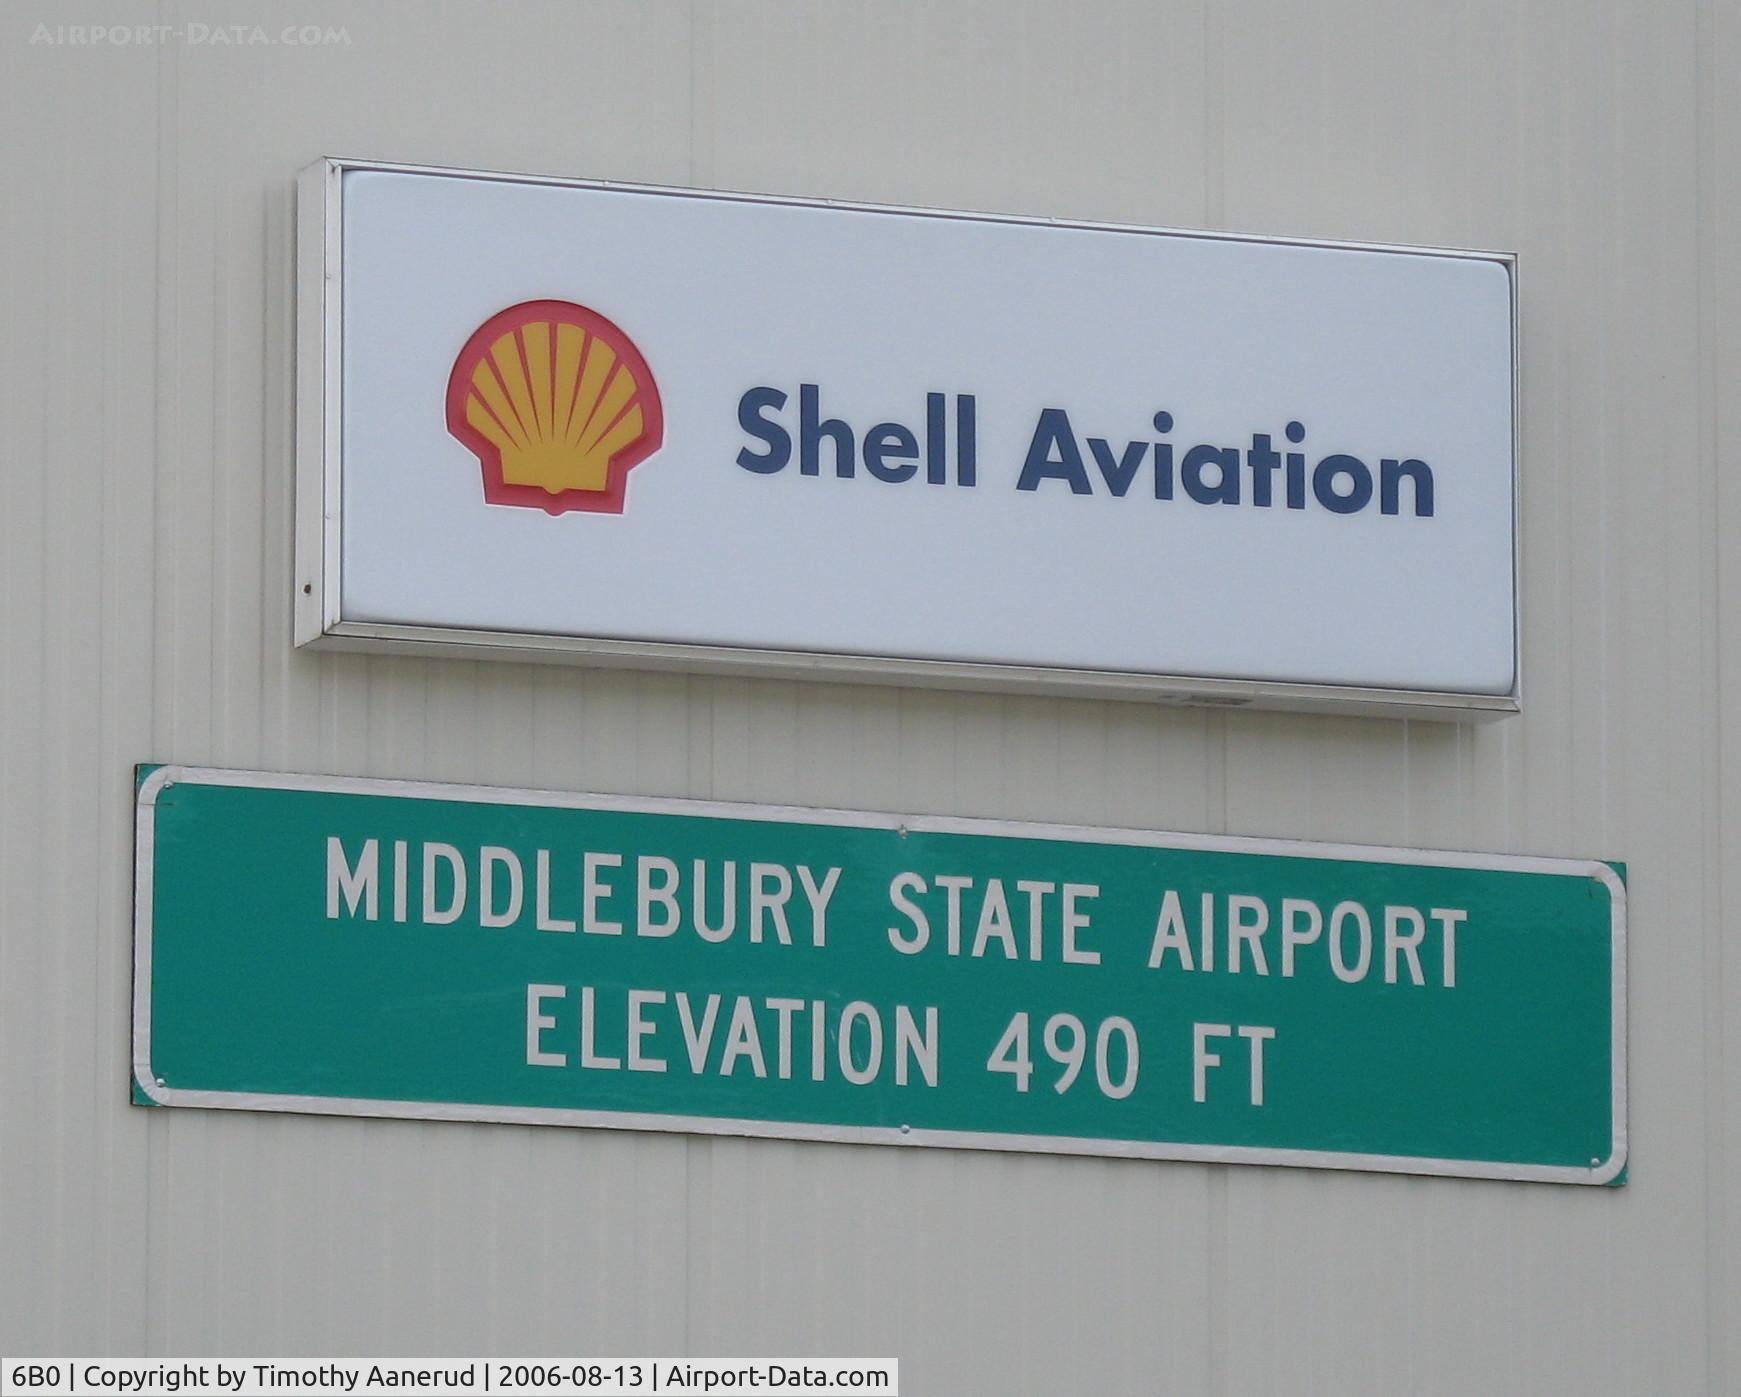 AIRPORT-DATA.COM
Shell Aviation
MIDDLEBURY STATE AIRPORT
ELEVATION 490 FT
6B0 | Copyright by Timothy Aanerud | 2006-08-13 | Airport-Data.com